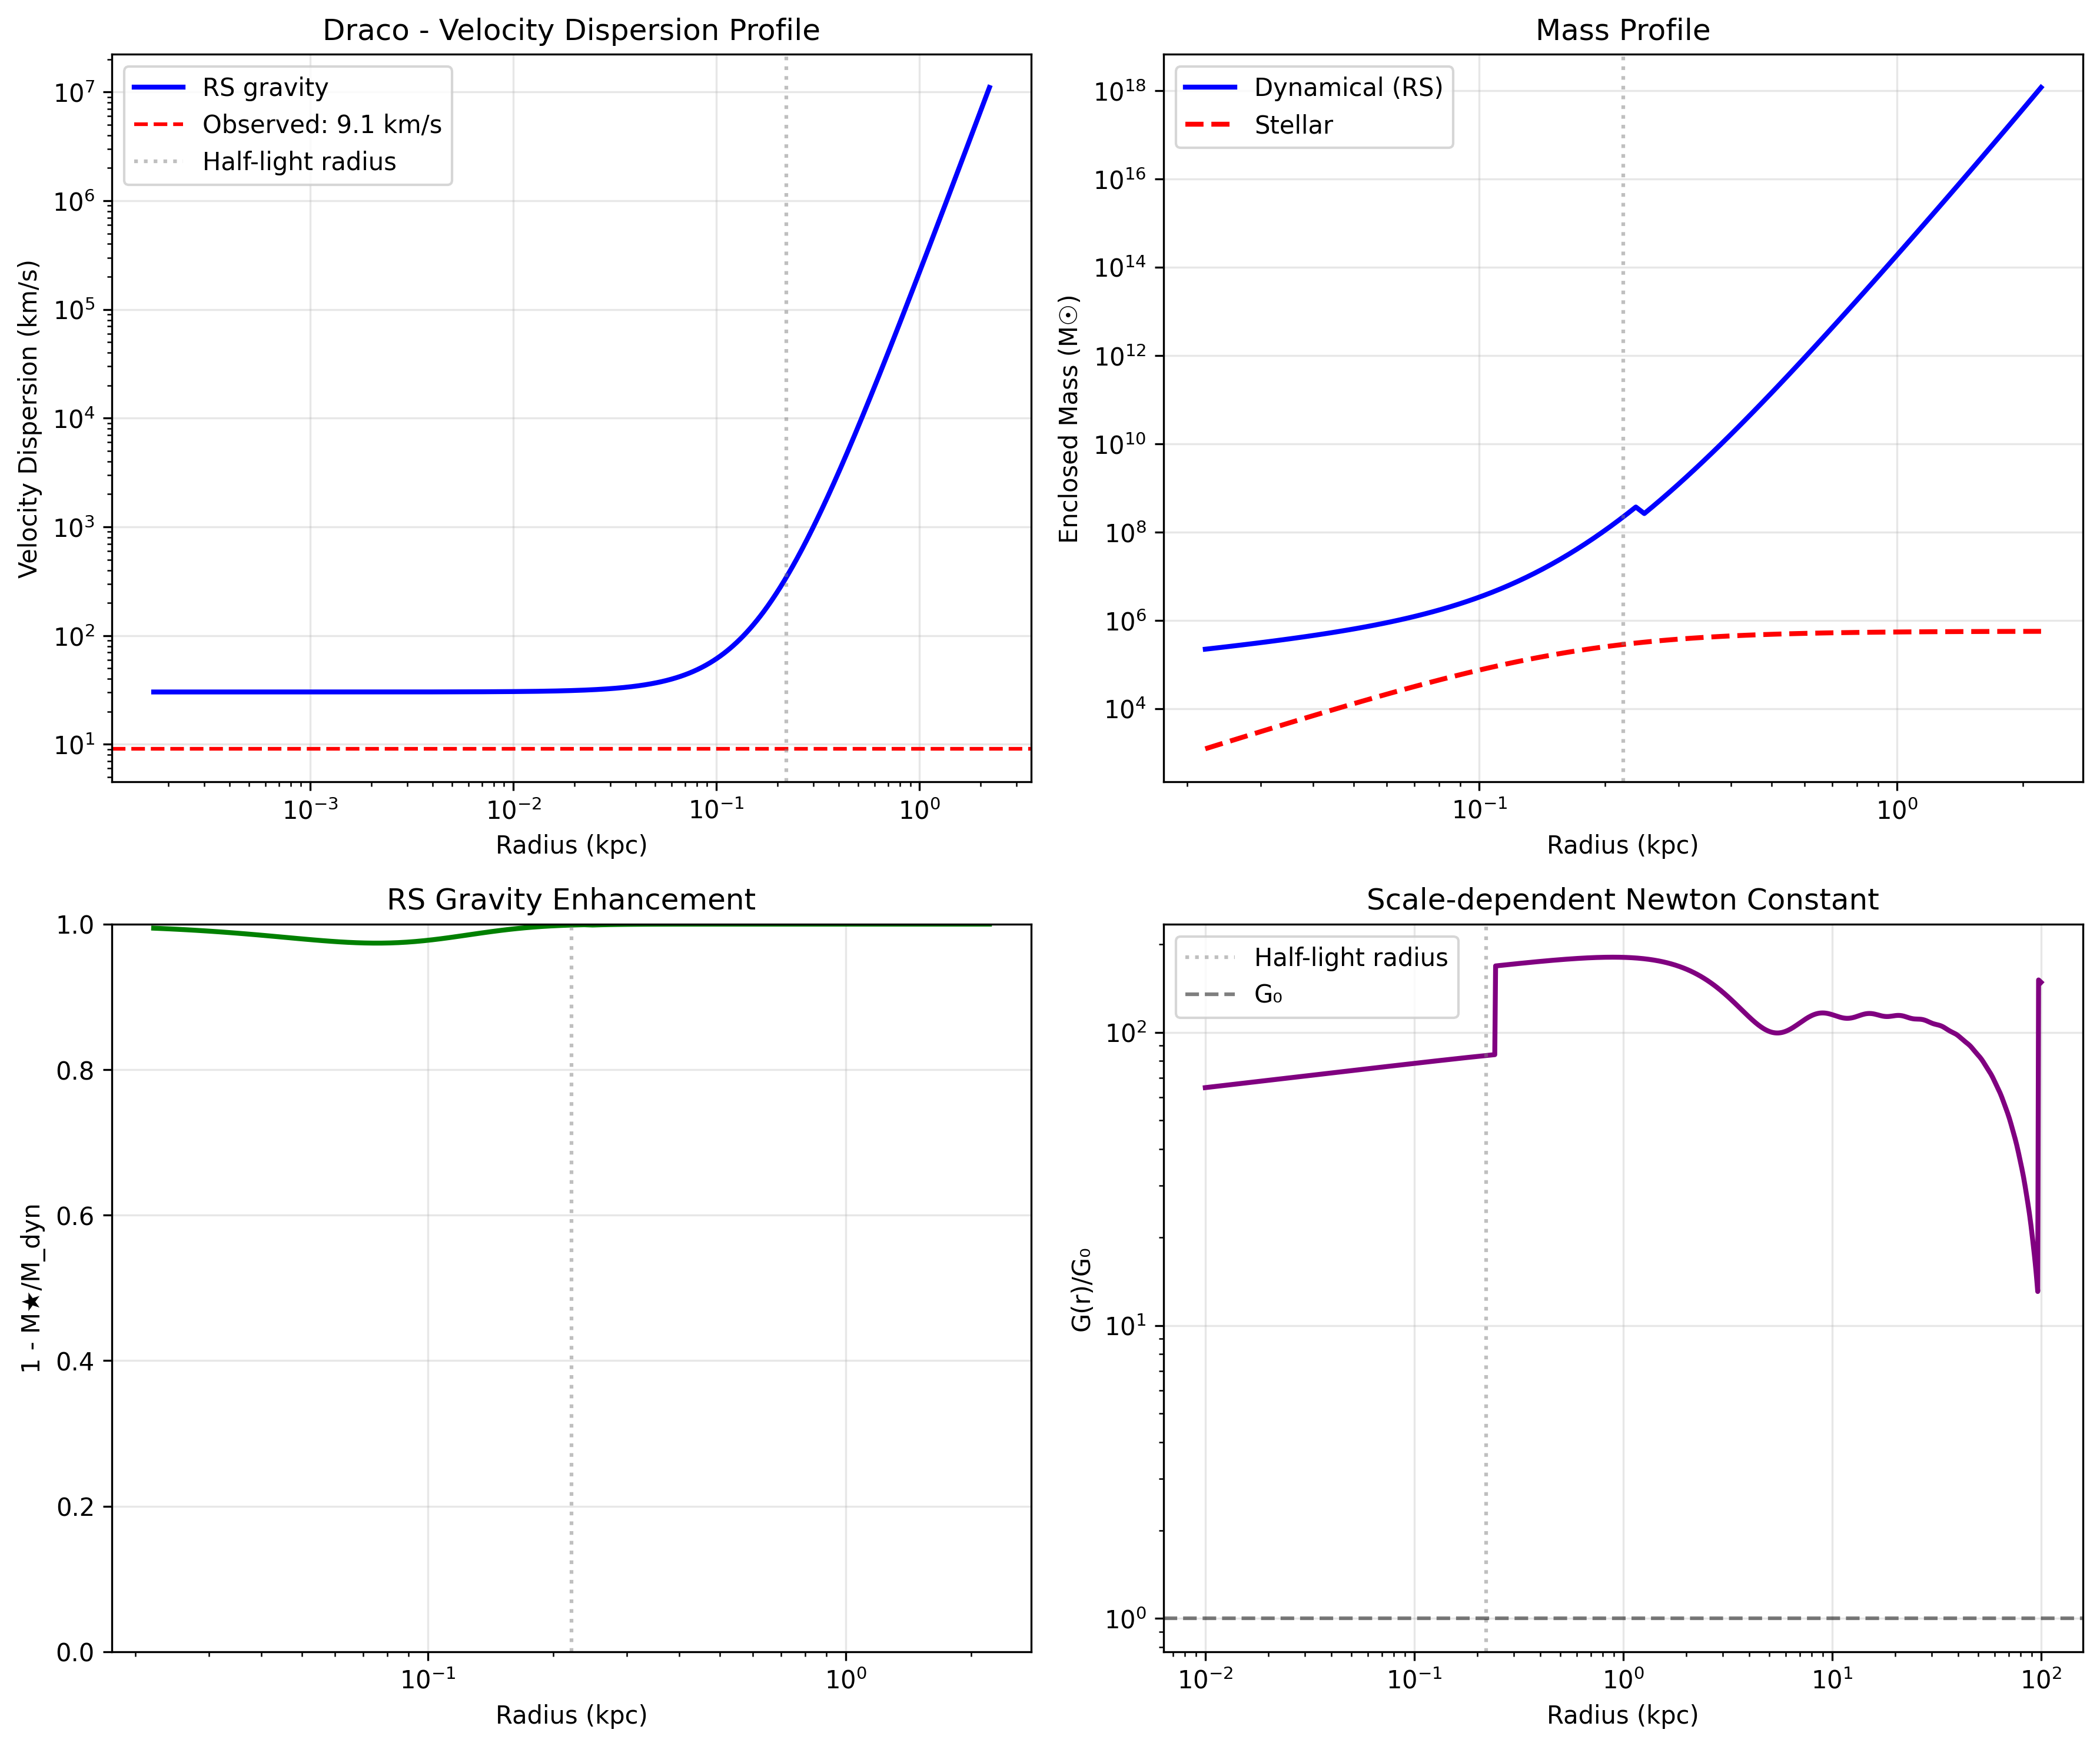 Draco - Velocity Dispersion Profile
RS gravity
Observed: 9.1 km/s
Half-light radius
Velocity Dispersion (km/s)
10⁷
10⁶
10⁵
10⁴
10³
10²
10¹
10⁻³
10⁻²
10⁻¹
10⁰
Radius (kpc)
Mass Profile
Dynamical (RS)
Stellar
Enclosed Mass (M☉)
10¹⁸
10¹⁶
10¹⁴
10¹²
10¹⁰
10⁸
10⁶
10⁴
10⁻¹
10⁰
Radius (kpc)
RS Gravity Enhancement
1 - M★/M_dyn
1.0
0.8
0.6
0.4
0.2
0.0
10⁻¹
10⁰
Radius (kpc)
Scale-dependent Newton Constant
Half-light radius
G₀
G(r)/G₀
10²
10¹
10⁰
10⁻²
10⁻¹
10⁰
10¹
10²
Radius (kpc)